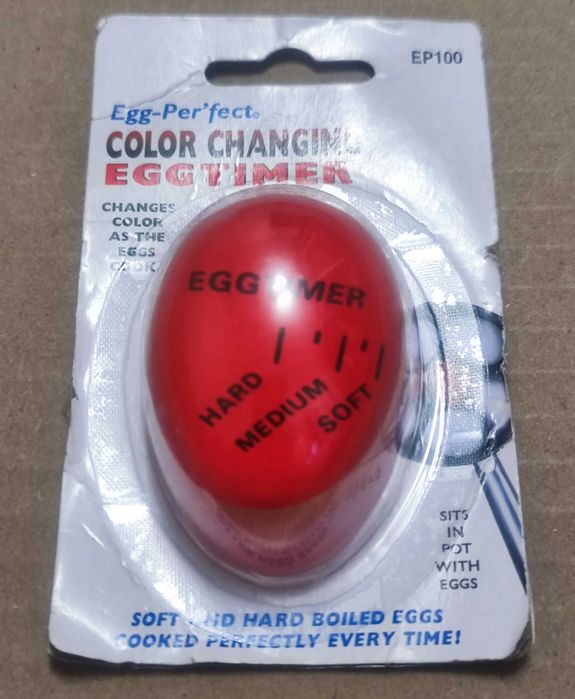 EP100
Egg-Per'fect®
COLOR CHANGING
EGGTIMER
CHANGES
COLOR
AS THE
EGGS
COOK
EGGTIMER
HARD
MEDIUM
SOFT
SITS
IN
POT
WITH
EGGS
SOFT AND HARD BOILED EGGS
COOKED PERFECTLY EVERY TIME!